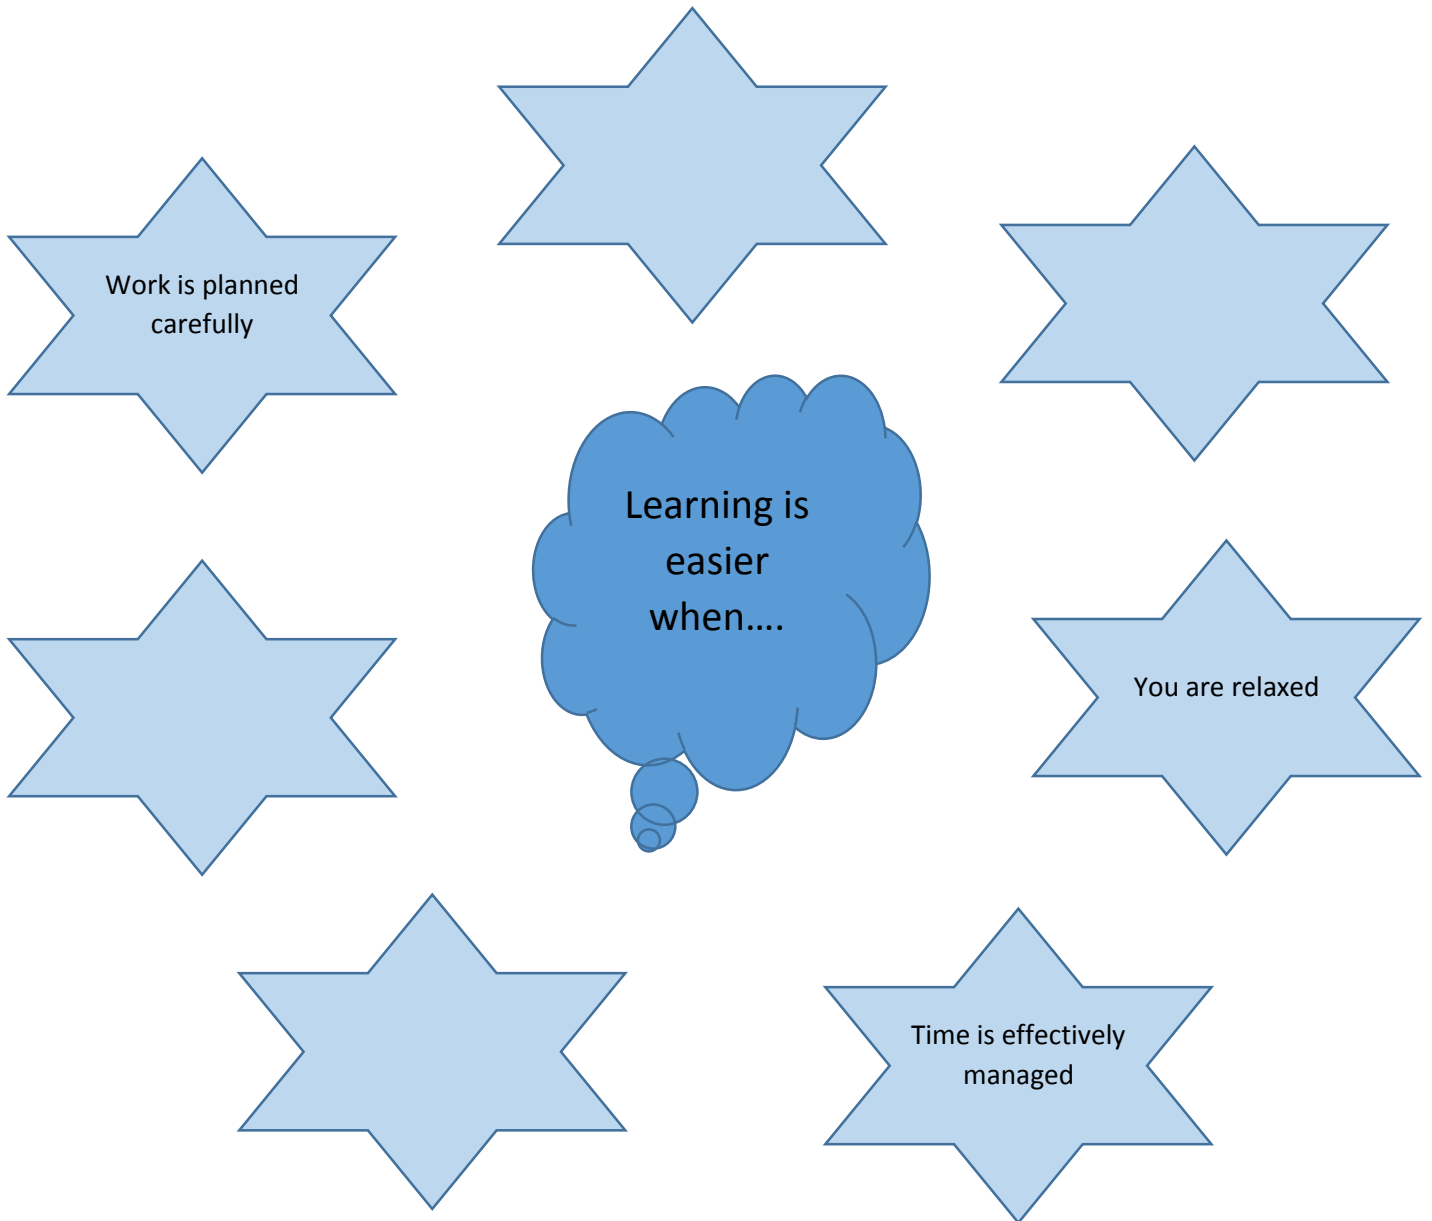 Work is planned
carefully
Learning is
easier
when....
You are relaxed
Time is effectively
managed